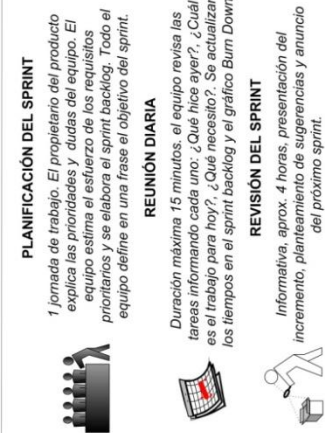 PLANIFICACIÓN DEL SPRINT
1 jornada de trabajo. El propietario del producto
explica las prioridades y dudas del equipo. El
equipo estima el esfuerzo de los requisitos
prioritarios y se elabora el sprint backlog. Todo el
equipo define en una frase el objetivo del sprint.
REUNIÓN DIARIA
Duración máxima 15 minutos. el equipo revisa las
tareas informando cada uno: ¿Qué hice ayer?, ¿Cuál
es el trabajo para hoy?, ¿Qué necesito?. Se actualizan
los tiempos en el sprint backlog y el gráfico Burn Down
REVISIÓN DEL SPRINT
Informativa, aprox. 4 horas, presentación del
incremento, planteamiento de sugerencias y anuncio
del próximo sprint.